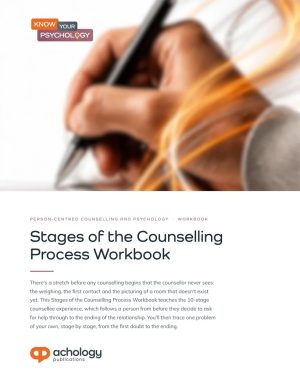 KNOW YOUR
PSYCHOLOGY
PERSON-CENTRED COUNSELLING AND PSYCHOLOGY · WORKBOOK
Stages of the Counselling
Process Workbook
There's a stretch before any counselling begins that the counsellor never sees:
the weighing, the first contact and the picturing of a room that doesn't exist
yet. This Stages of the Counselling Process Workbook teaches the 10-stage
counsellee experience, which follows a person from before they decide to ask
for help through to the ending of the relationship. You'll then trace one problem
of your own, stage by stage, from the first doubt to the ending.
achology
publications